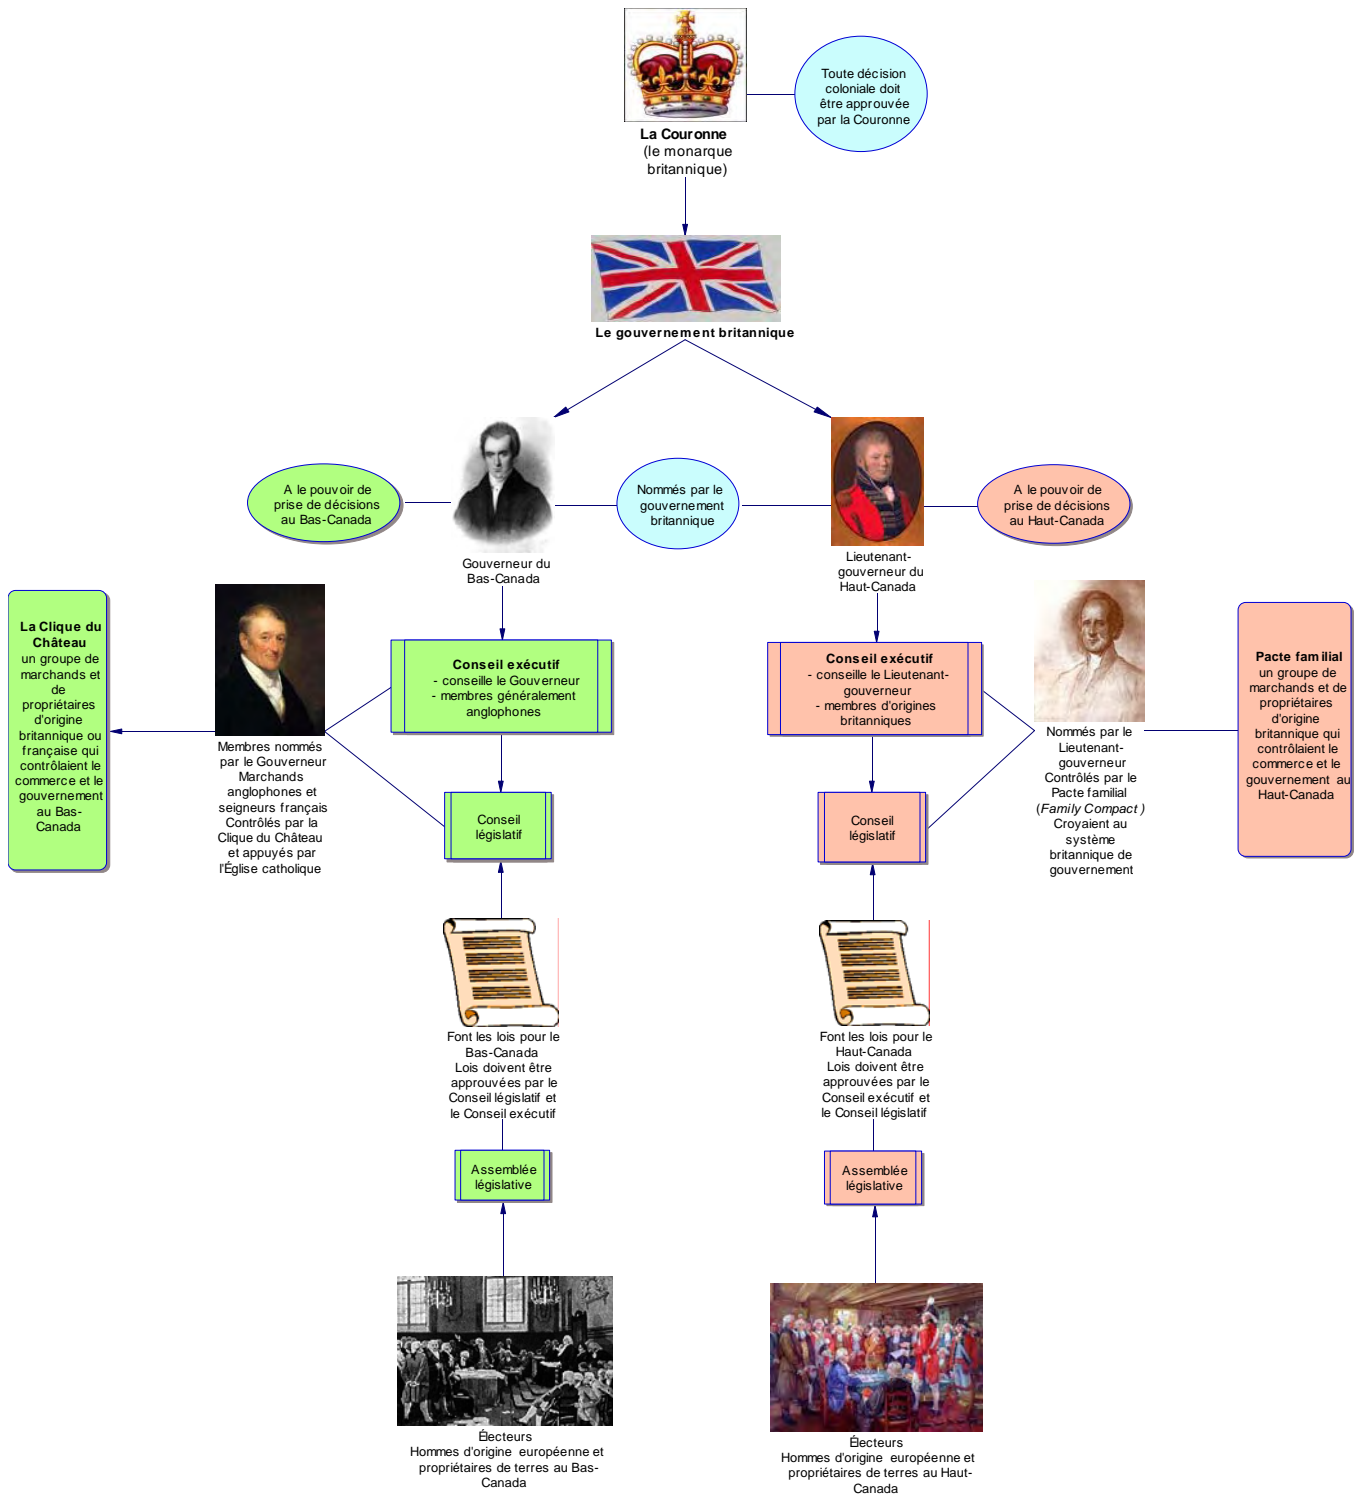 Toute décision
coloniale doit
être approuvée
par la Couronne
La Couronne
(le monarque
britannique)
Le gouvernement britannique
A le pouvoir de
prise de décisions
au Bas-Canada
Nommés par le
gouvernement
britannique
A le pouvoir de
prise de décisions
au Haut-Canada
Gouverneur du
Bas-Canada
Lieutenant-
gouverneur du
Haut-Canada
La Clique du
Château
un groupe de
marchands et
de
propriétaires
d'origine
britannique ou
française qui
contrôlaient le
commerce et le
gouvernement
au Bas-
Canada
Membres nommés
par le Gouverneur
Marchands
anglophones et
seigneurs français
Contrôlés par la
Clique du Château
et appuyés par
l'Église catholique
Conseil exécutif
- conseille le Gouverneur
- membres généralement
anglophones
Conseil exécutif
- conseille le Lieutenant-
gouverneur
- membres d'origines
britanniques
Nommés par le
Lieutenant-
gouverneur
Contrôlés par le
Pacte familial
(Family Compact )
Croyaient au
système
britannique de
gouvernement
Pacte familial
un groupe de
marchands et de
propriétaires
d'origine
britannique qui
contrôlaient le
commerce et le
gouvernement au
Haut-Canada
Conseil
législatif
Conseil
législatif
Font les lois pour le
Bas-Canada
Lois doivent être
approuvées par le
Conseil législatif et
le Conseil exécutif
Font les lois pour le
Haut-Canada
Lois doivent être
approuvées par le
Conseil exécutif et
le Conseil législatif
Assemblée
législative
Assemblée
législative
Électeurs
Hommes d'origine européenne et
propriétaires de terres au Bas-
Canada
Électeurs
Hommes d'origine européenne et
propriétaires de terres au Haut-
Canada